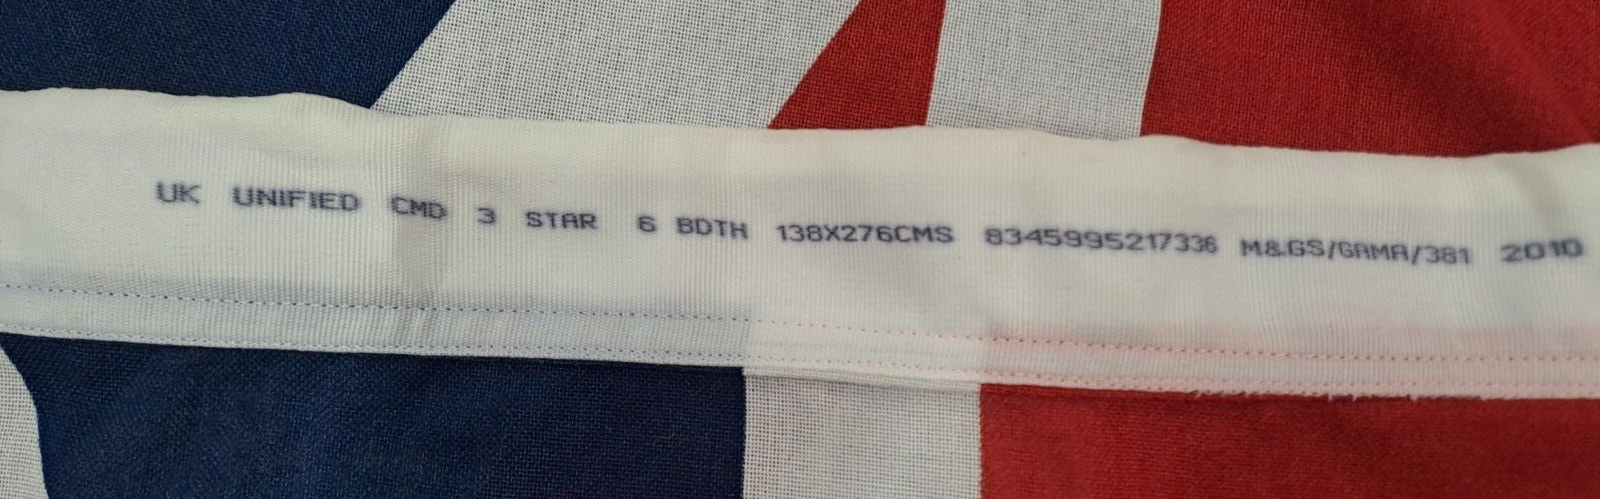 UK UNIFIED CMD 3 STAR 6 BDTH 138X276CMS 8345995217336 M&GS/GAMA/381 2010